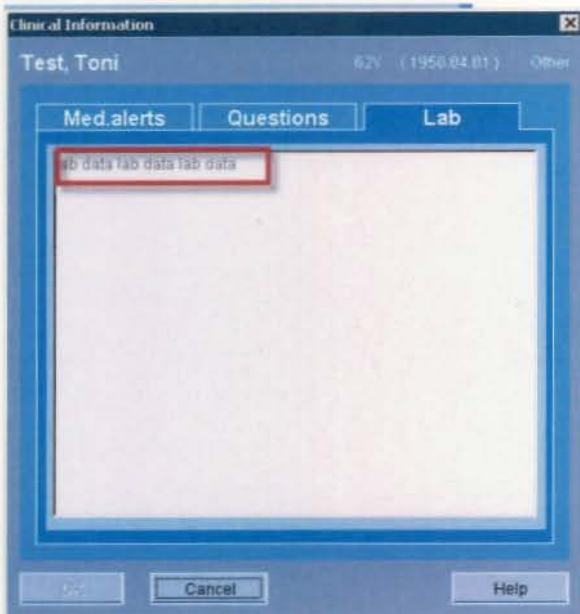 Clinical Information
Test, Toni 62Y (1950.04.01) Other
Med.alerts Questions Lab
lab data lab data lab data
Cancel Help